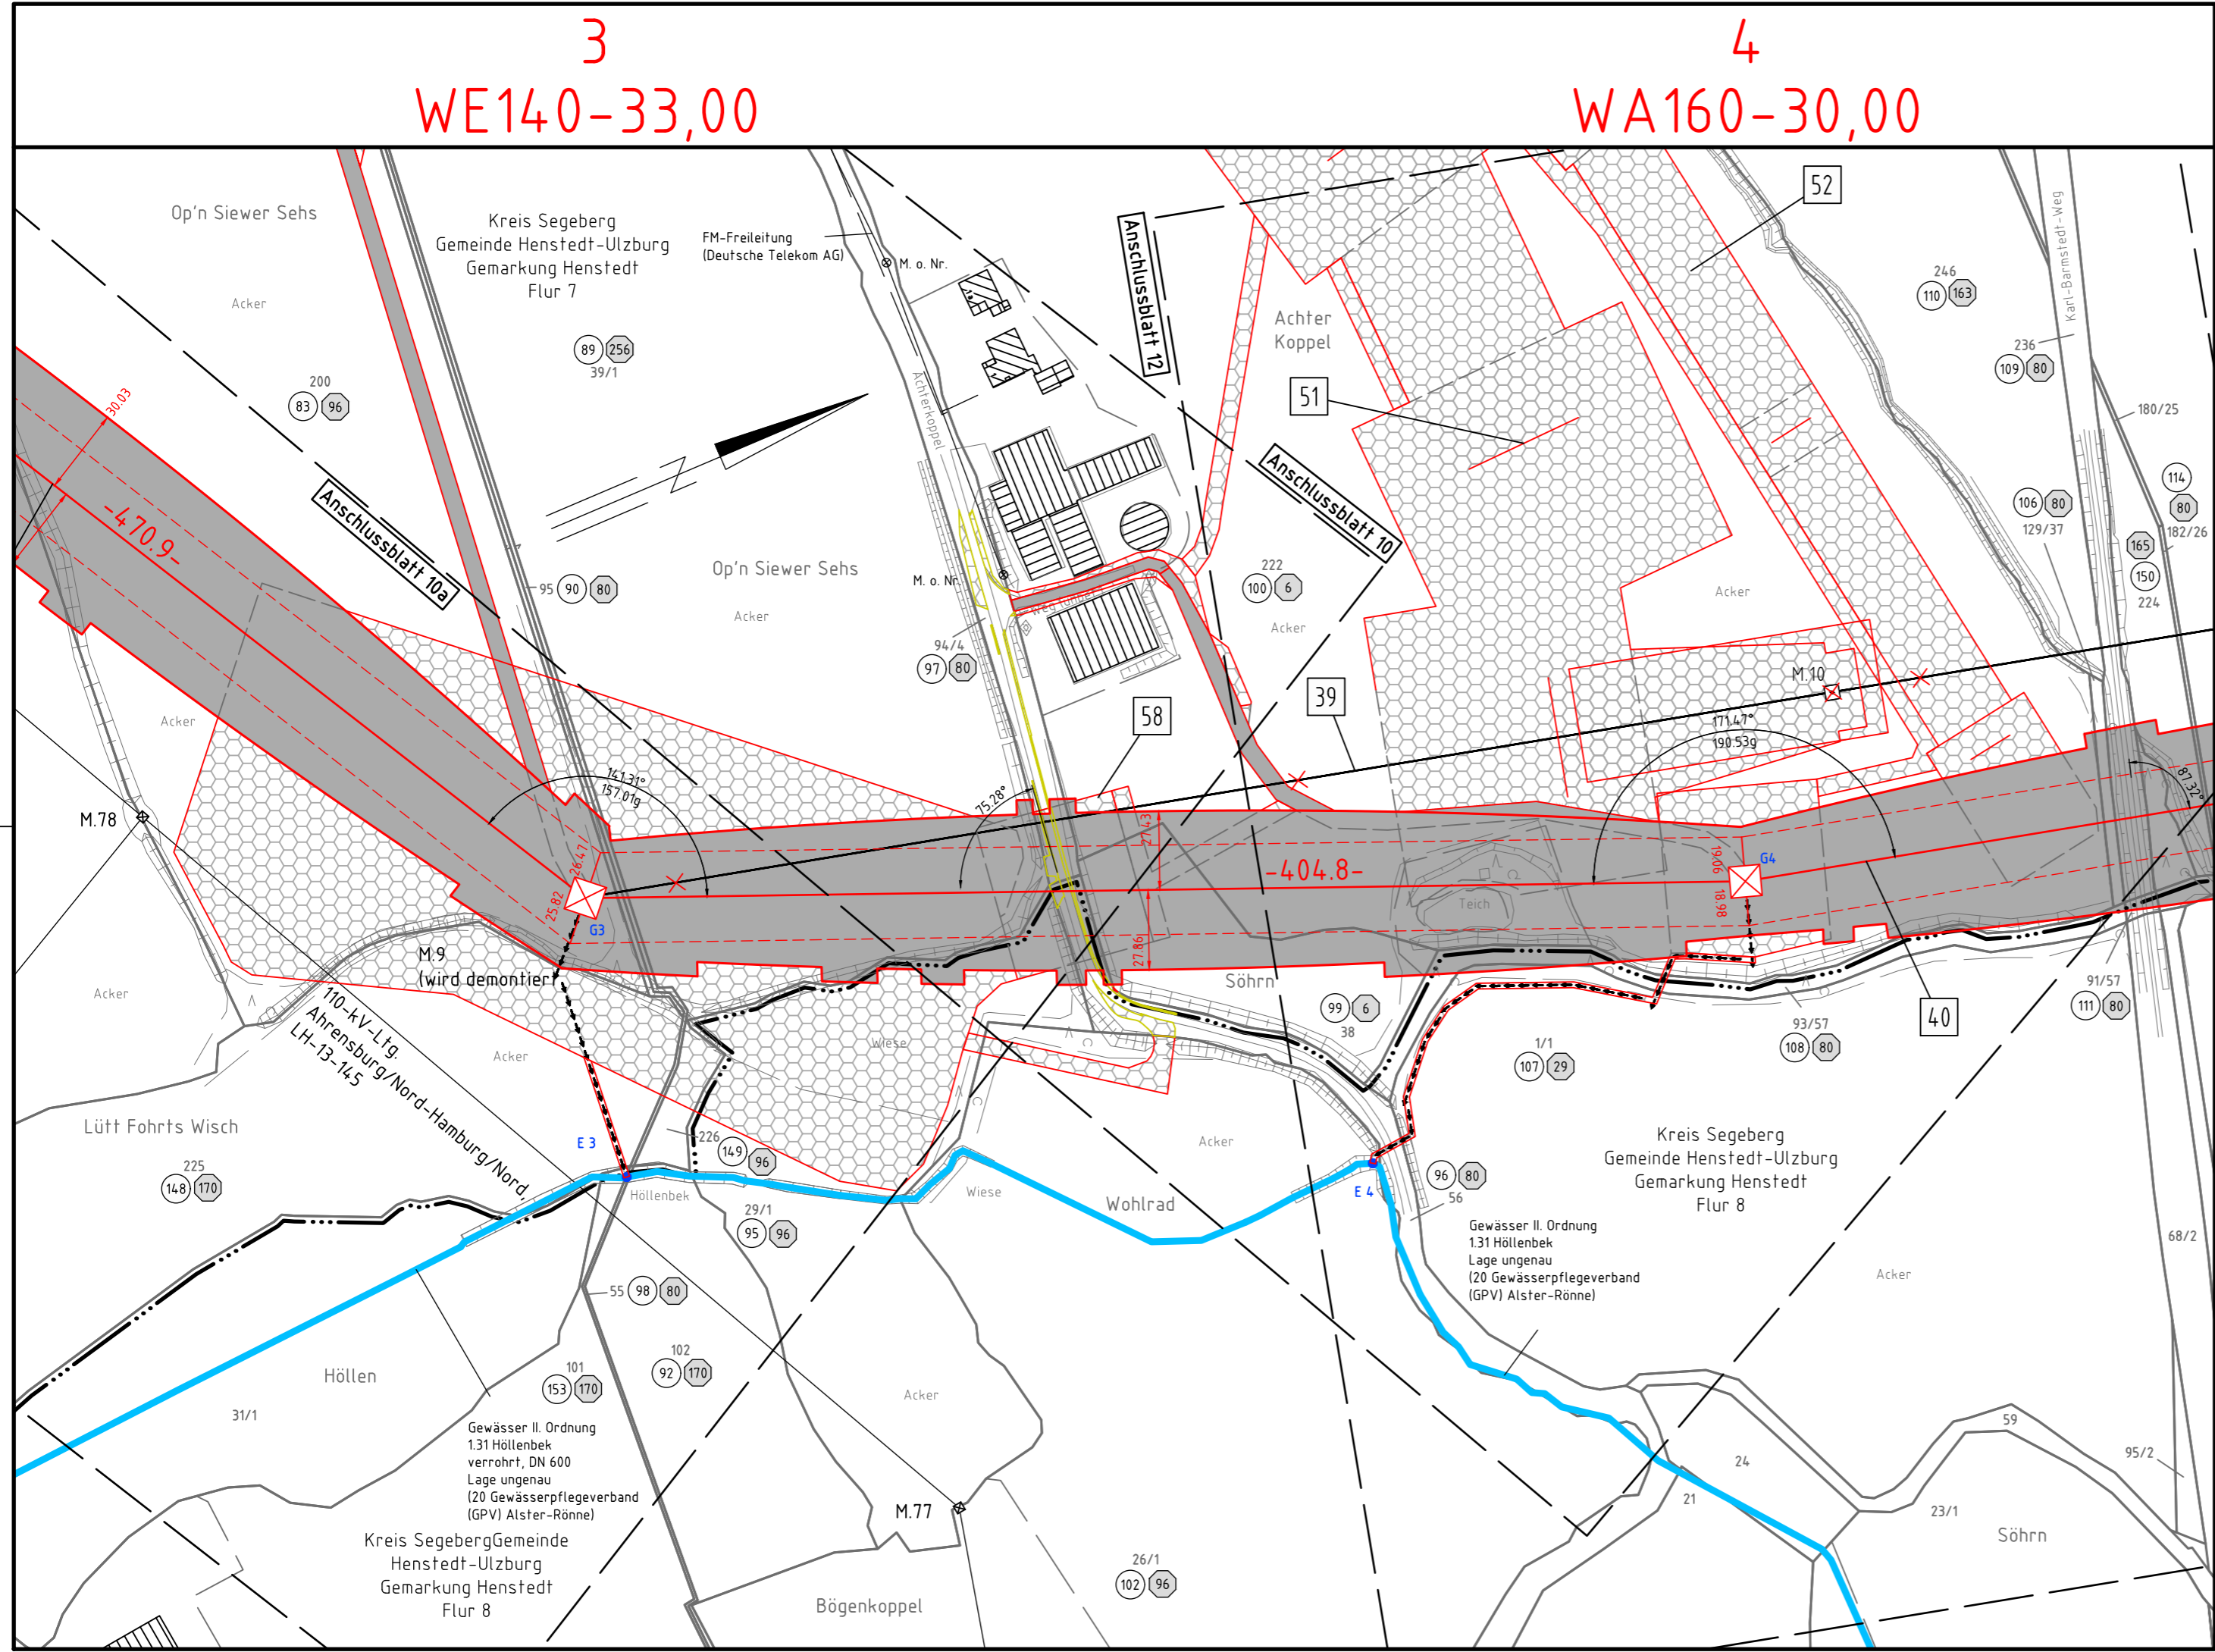 3
WE140-33,00
4
WA160-30,00
Op'n Siewer Sehs
Acker
Kreis Segeberg
Gemeinde Henstedt-Ulzburg
Gemarkung Henstedt
Flur 7
FM-Freileitung
(Deutsche Telekom AG)
M. o. Nr.
89 256
39/1
200
83 96
30.03
-470.9-
Anschlussblatt 10a
Achterkoppel
Anschlussblatt 12
Achter
Koppel
51
52
246
110 163
Karl-Barmstedt-Weg
236
109 80
180/25
114
80
182/26
106 80
129/37
165
150
224
Anschlussblatt 10
Op'n Siewer Sehs
Acker
M. o. Nr.
95 90 80
94/4
97 80
222
100 6
Acker
Acker
58
39
M.10
171.47°
190.53g
87.32°
Acker
M.78
141.31°
157.01g
75.28°
27.43
-404.8-
27.86
Teich
19.06
18.98
G4
26.47
25.82
G3
M.9
(wird demontiert)
Söhrn
99 6
38
40
91/57
111 80
93/57
108 80
1/1
107 29
Acker
110-kV-Ltg.
Ahrensburg/Nord-Hamburg/Nord,
LH-13-145
Acker
Wiese
Lütt Fohrts Wisch
225
148 170
E 3
226
149 96
Höllenbek
29/1
95 96
Wiese
Acker
Wohlrad
E 4
96 80
56
Kreis Segeberg
Gemeinde Henstedt-Ulzburg
Gemarkung Henstedt
Flur 8
Gewässer II. Ordnung
1.31 Höllenbek
Lage ungenau
(20 Gewässerpflegeverband
(GPV) Alster-Rönne)
Acker
68/2
55 98 80
102
92 170
101
153 170
Höllen
31/1
Acker
Gewässer II. Ordnung
1.31 Höllenbek
verrohrt, DN 600
Lage ungenau
(20 Gewässerpflegeverband
(GPV) Alster-Rönne)
Kreis SegebergGemeinde
Henstedt-Ulzburg
Gemarkung Henstedt
Flur 8
M.77
Bögenkoppel
26/1
102 96
24
21
59
95/2
23/1
Söhrn